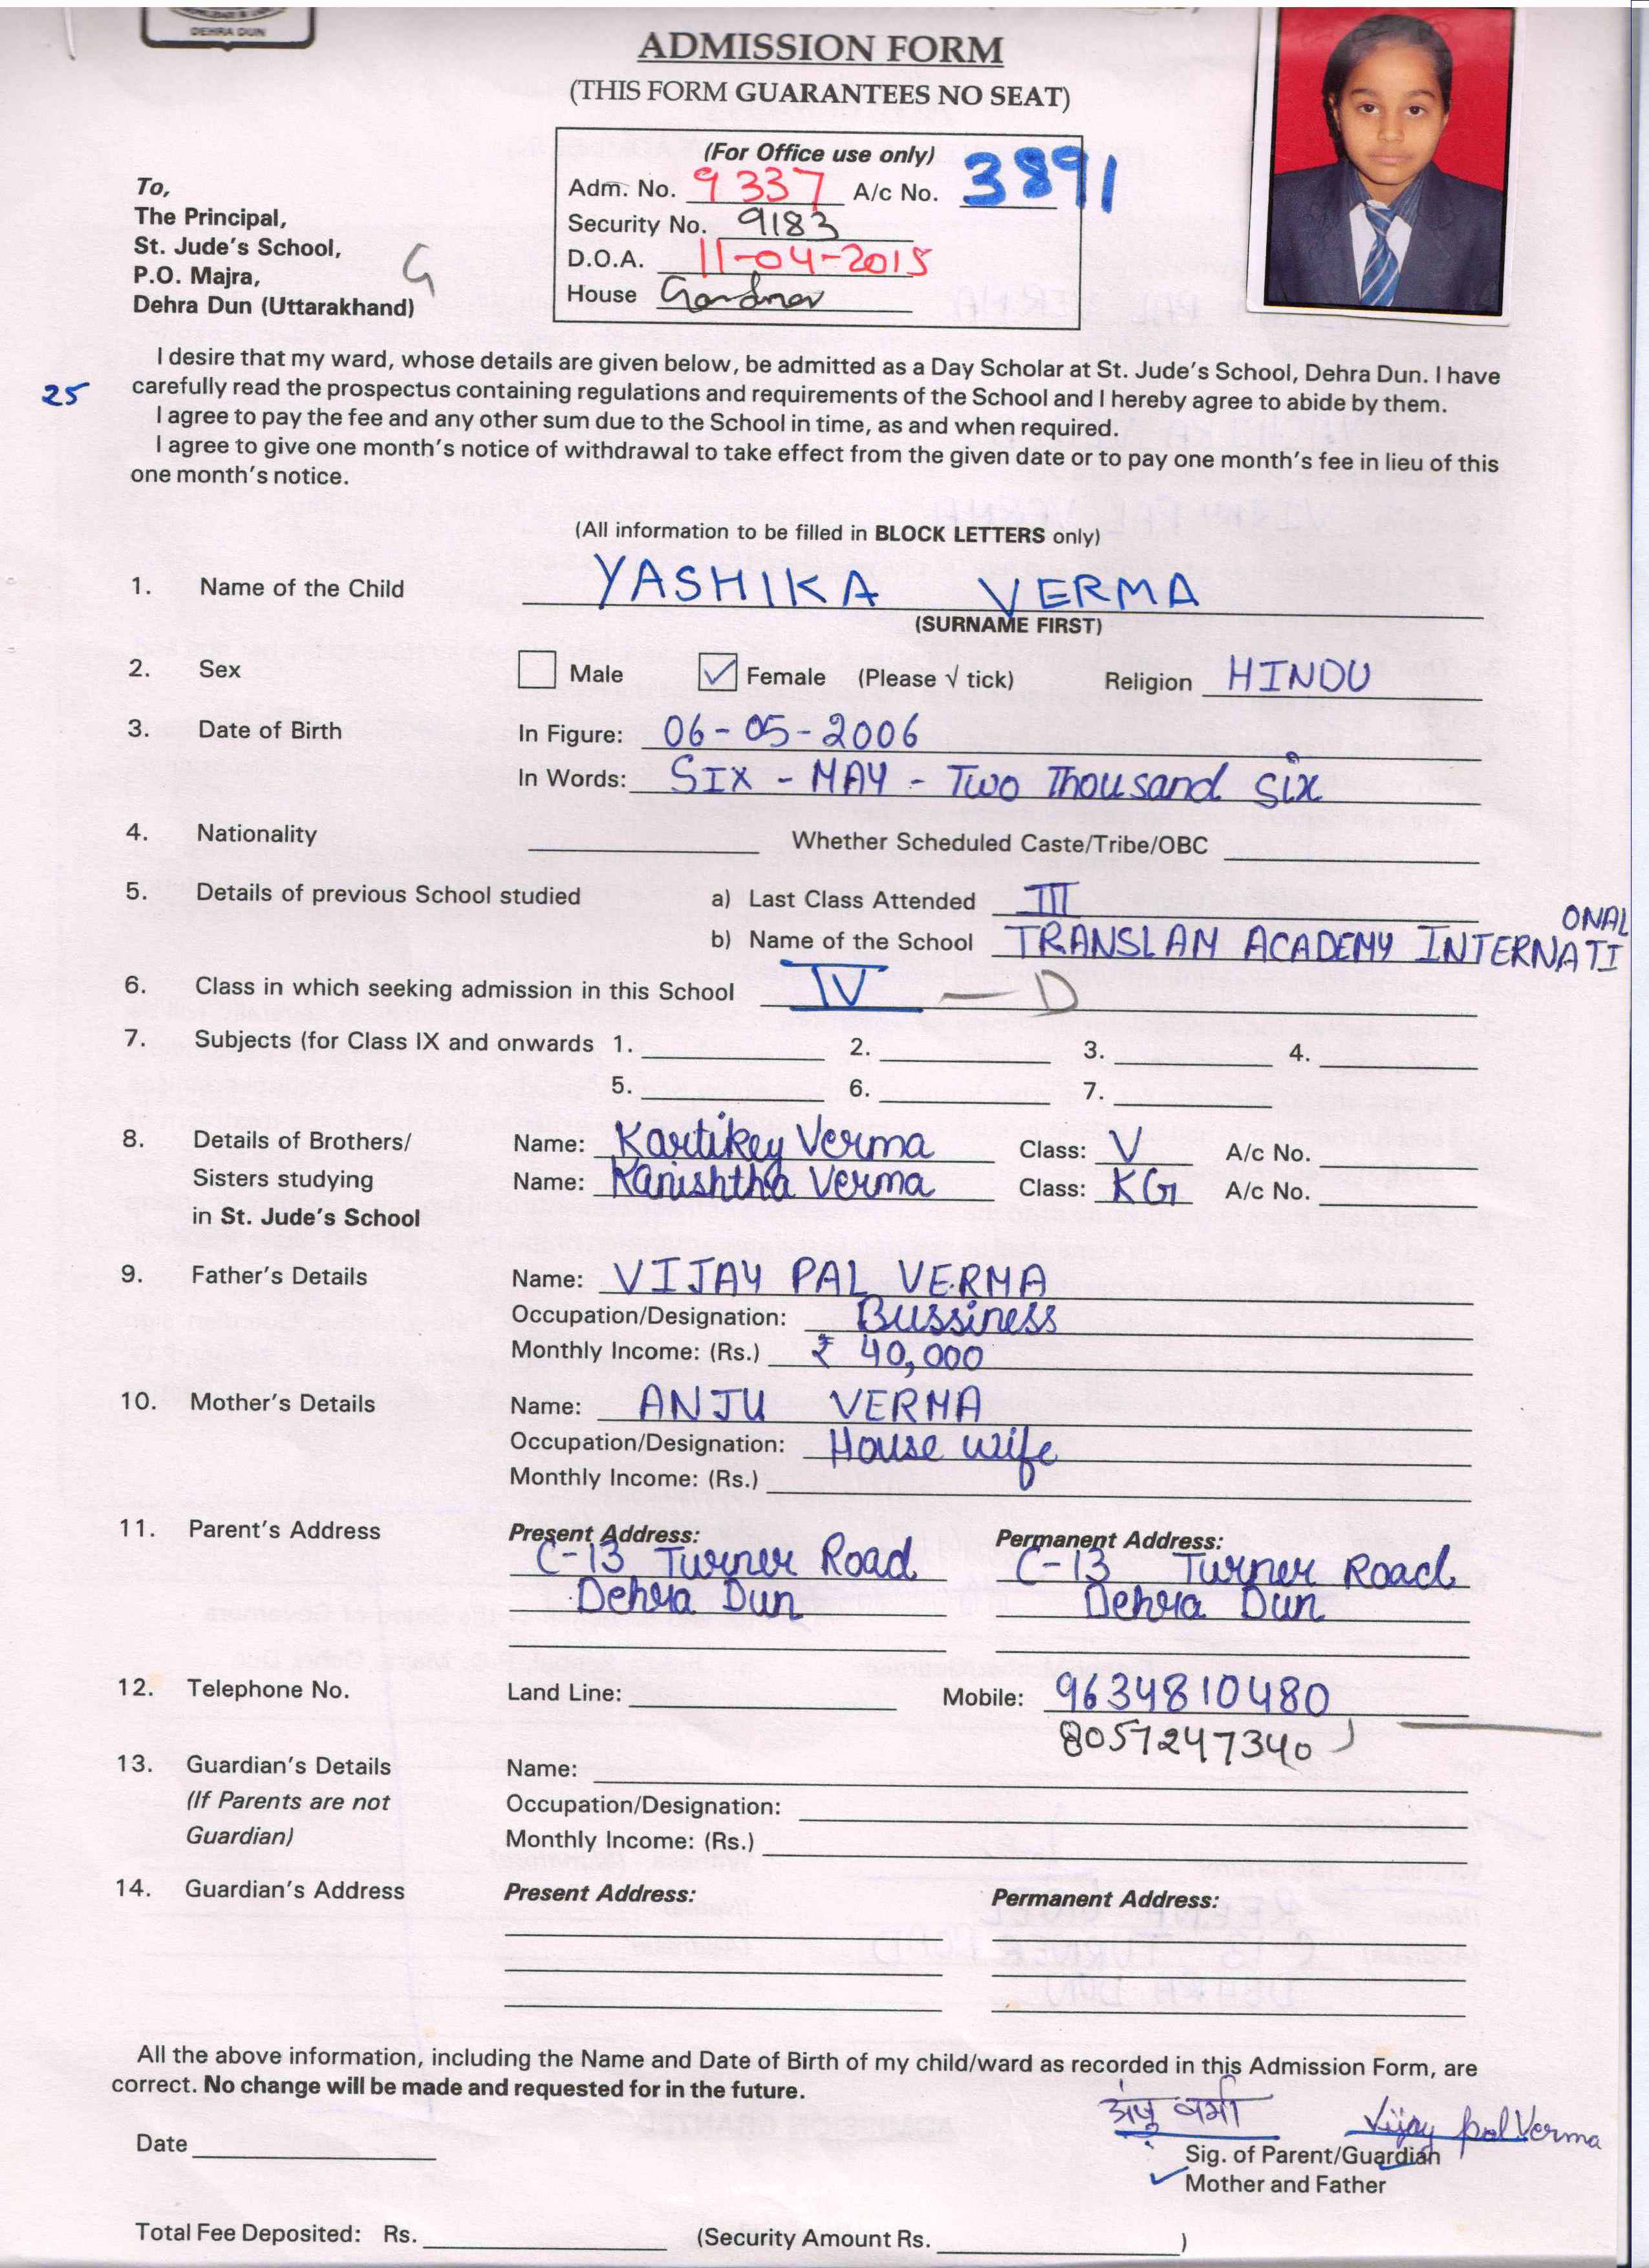 DEHRA DUN
ADMISSION FORM
(THIS FORM GUARANTEES NO SEAT)
(For Office use only)
Adm. No. 9337 A/c No. 3891
Security No. 9183
D.O.A. 11-04-2015
House Gardner
To,
The Principal,
St. Jude's School,
P.O. Majra,
Dehra Dun (Uttarakhand)
G
I desire that my ward, whose details are given below, be admitted as a Day Scholar at St. Jude's School, Dehra Dun. I have
25 carefully read the prospectus containing regulations and requirements of the School and I hereby agree to abide by them.
I agree to pay the fee and any other sum due to the School in time, as and when required.
I agree to give one month's notice of withdrawal to take effect from the given date or to pay one month's fee in lieu of this
one month's notice.
(All information to be filled in BLOCK LETTERS only)
1. Name of the Child YASHIKA VERMA
(SURNAME FIRST)
2. Sex Male ✓ Female (Please √ tick) Religion HINDU
3. Date of Birth In Figure: 06-05-2006
In Words: SIX - MAY - Two Thousand Six
4. Nationality Whether Scheduled Caste/Tribe/OBC
5. Details of previous School studied a) Last Class Attended III
b) Name of the School TRANSLAM ACADEMY INTERNATIONAL
6. Class in which seeking admission in this School IV - D
7. Subjects (for Class IX and onwards 1. 2. 3. 4.
5. 6. 7.
8. Details of Brothers/ Name: Kartikey Verma Class: V A/c No.
Sisters studying Name: Kanishtha Verma Class: KG A/c No.
in St. Jude's School
9. Father's Details Name: VIJAY PAL VERMA
Occupation/Designation: Bussiness
Monthly Income: (Rs.) ₹ 40,000
10. Mother's Details Name: ANJU VERMA
Occupation/Designation: House wife
Monthly Income: (Rs.)
11. Parent's Address Present Address: Permanent Address:
C-13 Turner Road C-13 Turner Road
Dehra Dun Dehra Dun
12. Telephone No. Land Line: Mobile: 9634810480
8057247340
13. Guardian's Details Name:
(If Parents are not Occupation/Designation:
Guardian) Monthly Income: (Rs.)
14. Guardian's Address Present Address: Permanent Address:
All the above information, including the Name and Date of Birth of my child/ward as recorded in this Admission Form, are
correct. No change will be made and requested for in the future.
अंजु वर्मा Vijay pal Verma
Date
Sig. of Parent/Guardian
✓ Mother and Father
Total Fee Deposited: Rs. (Security Amount Rs. )